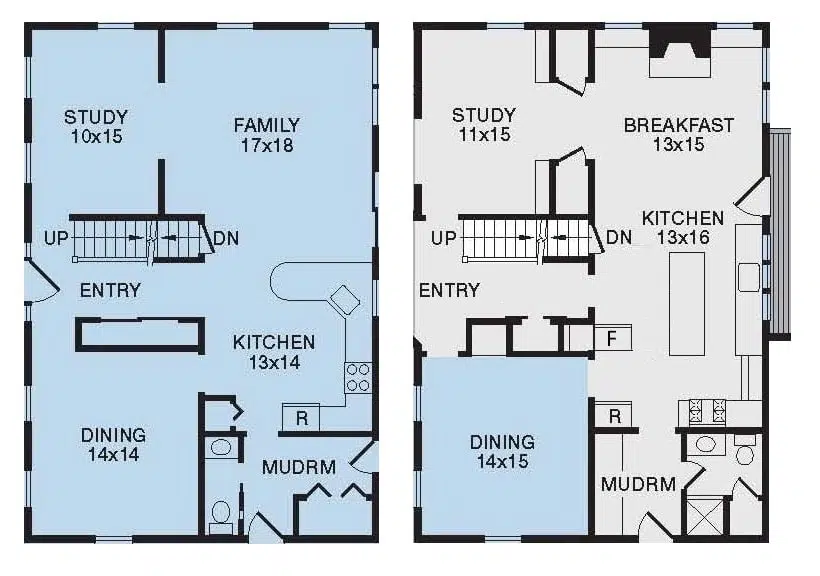 STUDY
10x15
FAMILY
17x18
UP
DN
ENTRY
KITCHEN
13x14
R
DINING
14x14
MUDRM
STUDY
11x15
BREAKFAST
13x15
KITCHEN
13x16
UP
DN
ENTRY
F
R
DINING
14x15
MUDRM